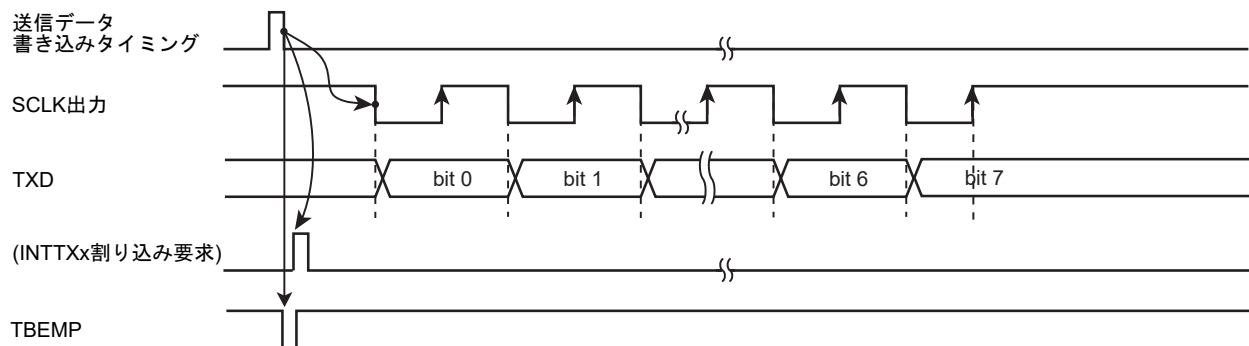 送信データ
書き込みタイミング
SCLK出力
TXD
bit 0
bit 1
bit 6
bit 7
(INTTXx割り込み要求)
TBEMP